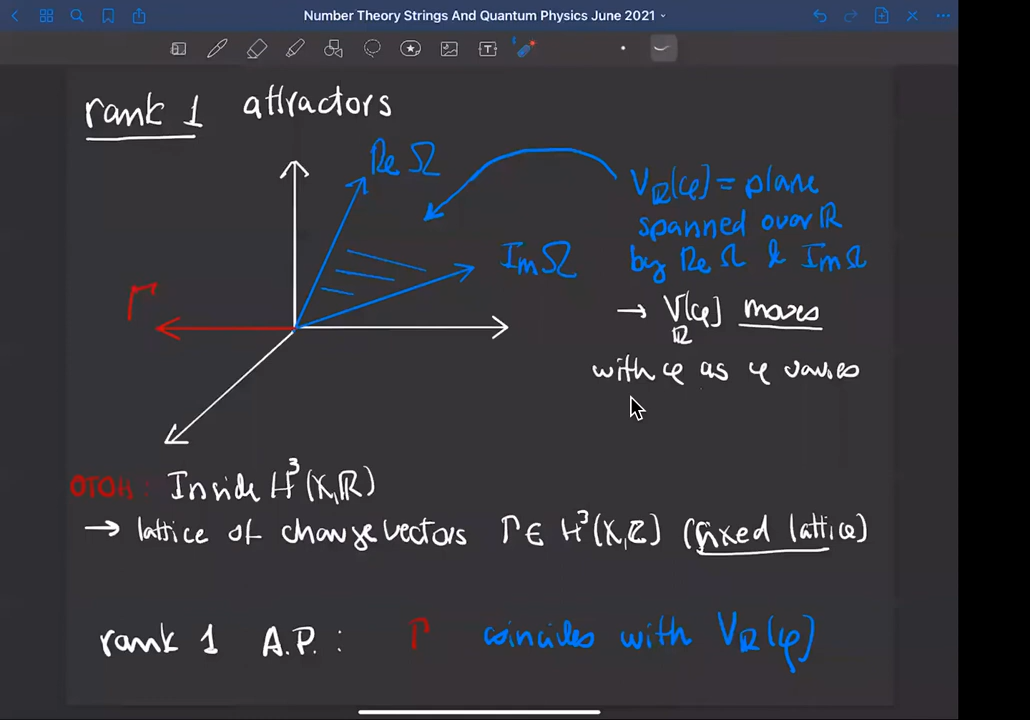 Number Theory Strings And Quantum Physics June 2021
rank 1 attractors
Re Ω
Im Ω
Γ
V_ℝ(φ) = plane
spanned over ℝ
by Re Ω & Im Ω
→ V_ℝ(φ) moves
with φ as φ varies
OTOH: Inside H³(X,ℝ)
→ lattice of charge vectors Γ ∈ H³(X,ℤ) (fixed lattice)
rank 1 A.P. : Γ coincides with V_ℝ(φ)